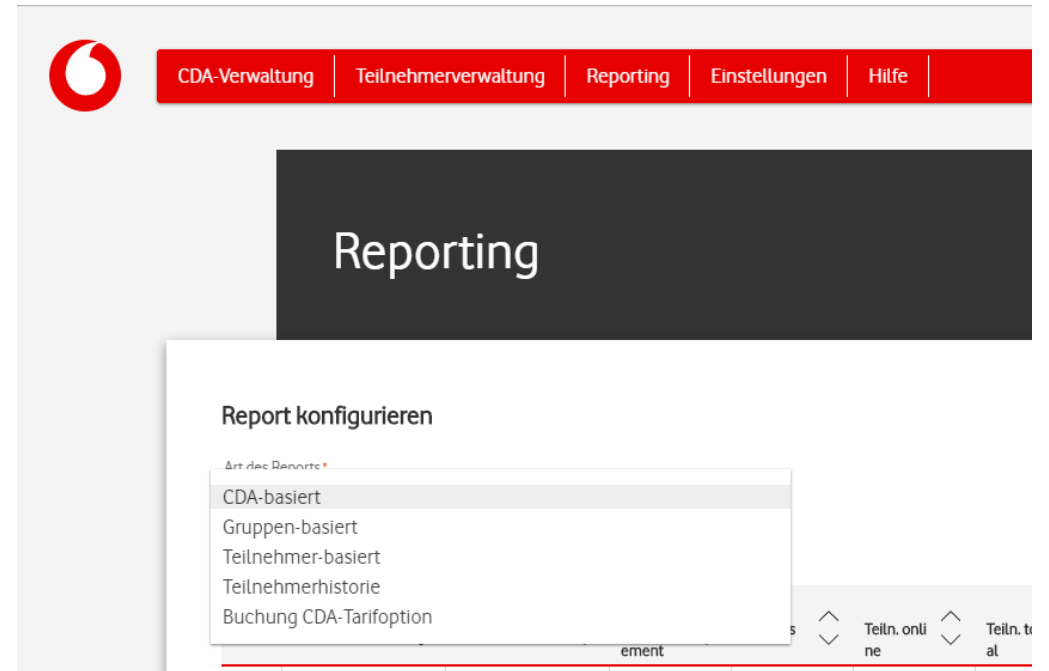 CDA-Verwaltung Teilnehmerverwaltung Reporting Einstellungen Hilfe
Reporting
Report konfigurieren
Art des Reports*
CDA-basiert
Gruppen-basiert
Teilnehmer-basiert
Teilnehmerhistorie
Buchung CDA-Tarifoption
s Teiln. onli Teiln. to
ement ne al